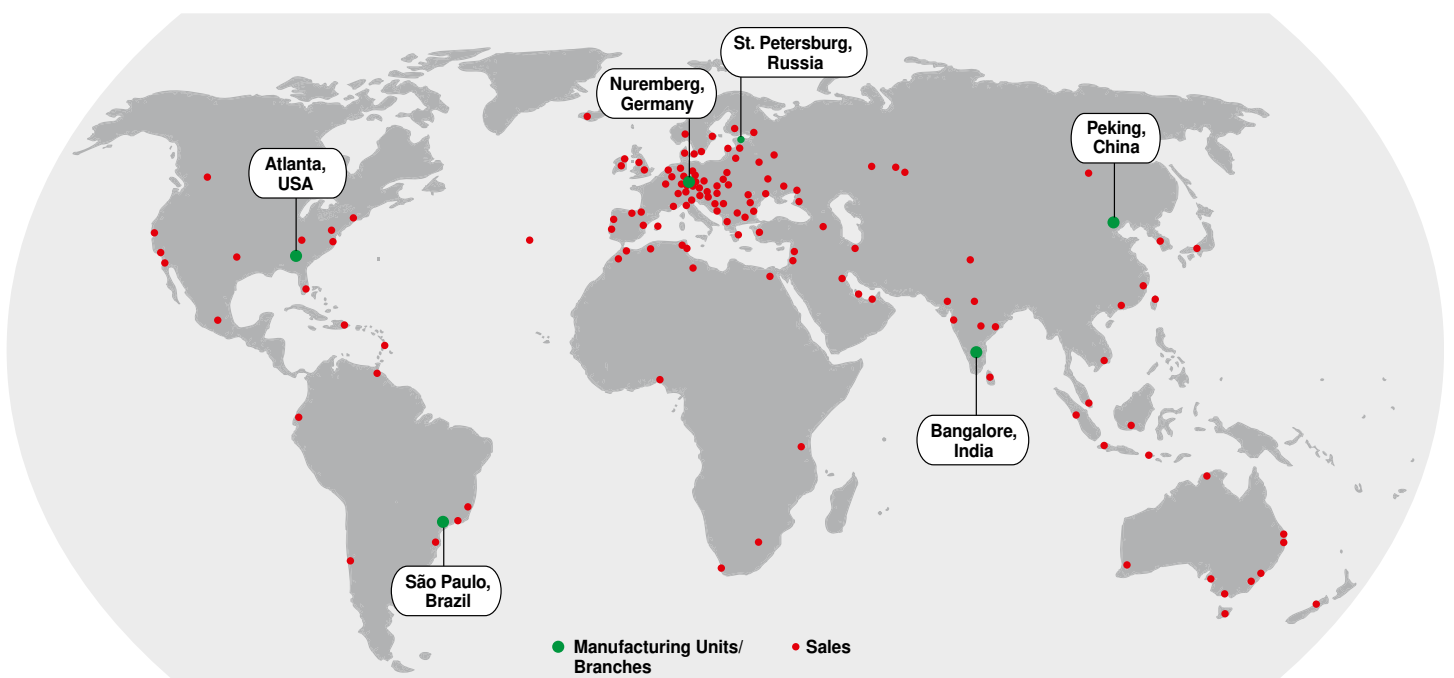 St. Petersburg,
Russia
Nuremberg,
Germany
Peking,
China
Atlanta,
USA
Bangalore,
India
São Paulo,
Brazil
Manufacturing Units/
Branches
Sales